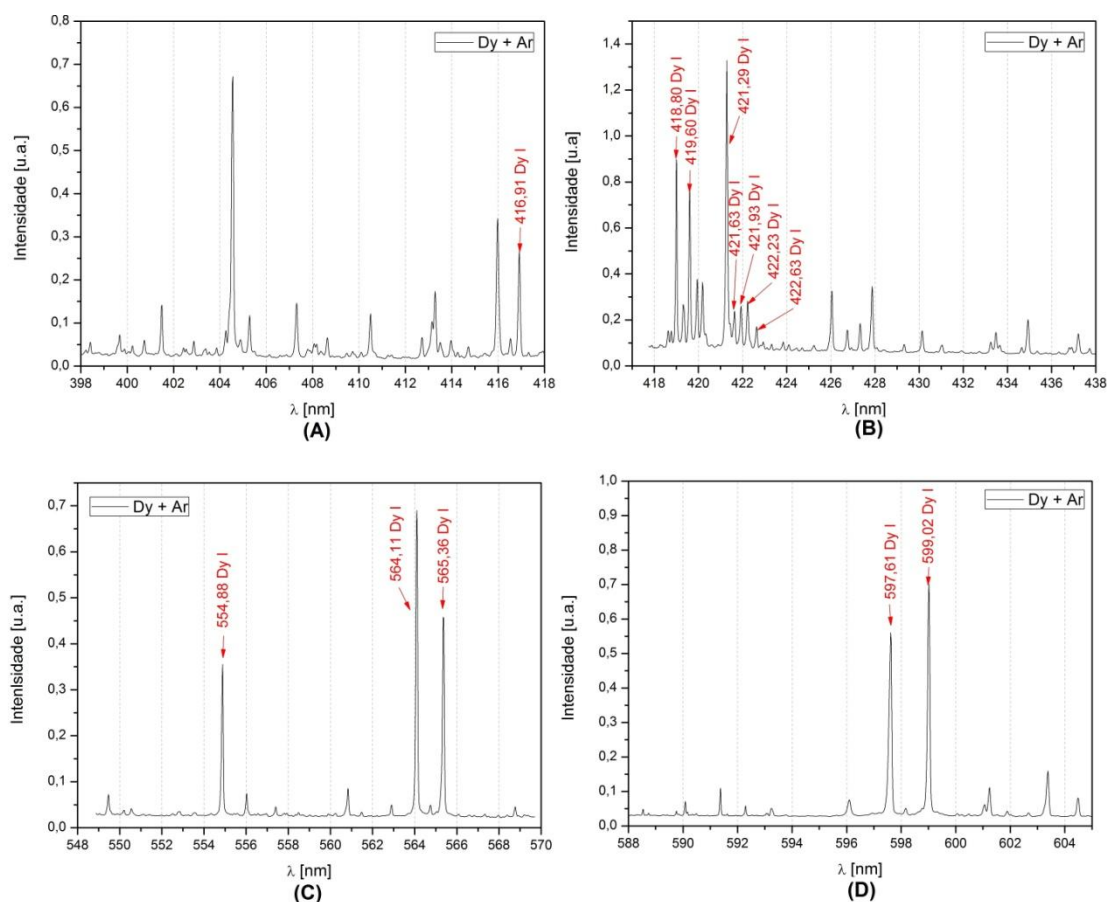 0,8
0,7
0,6
0,5
0,4
0,3
0,2
0,1
0,0
Intensidade [u.a.]
Dy + Ar
416,91 Dy I
398 400 402 404 406 408 410 412 414 416 418
λ [nm]
(A)
1,4
1,2
1,0
0,8
0,6
0,4
0,2
0,0
Intensidade [u.a]
Dy + Ar
418,80 Dy I
419,60 Dy I
421,29 Dy I
421,63 Dy I
421,93 Dy I
422,23 Dy I
422,63 Dy I
418 420 422 424 426 428 430 432 434 436 438
λ [nm]
(B)
0,7
0,6
0,5
0,4
0,3
0,2
0,1
0,0
Intenlsidade [u.a.]
Dy + Ar
554,88 Dy I
564,11 Dy I
565,36 Dy I
548 550 552 554 556 558 560 562 564 566 568 570
λ [nm]
(C)
1,0
0,9
0,8
0,7
0,6
0,5
0,4
0,3
0,2
0,1
0,0
Intensidade [u.a.]
Dy + Ar
597,61 Dy I
599,02 Dy I
588 590 592 594 596 598 600 602 604
λ [nm]
(D)